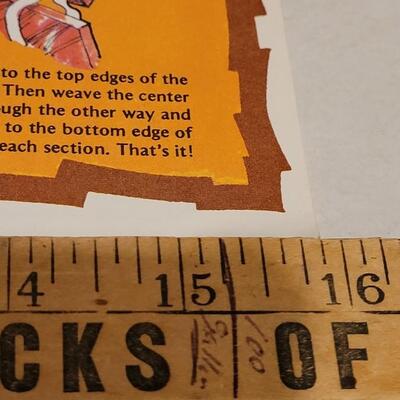 to the top edges of the
Then weave the center
ough the other way and
to the bottom edge of
each section. That's it!
4 15 16
CKS OF